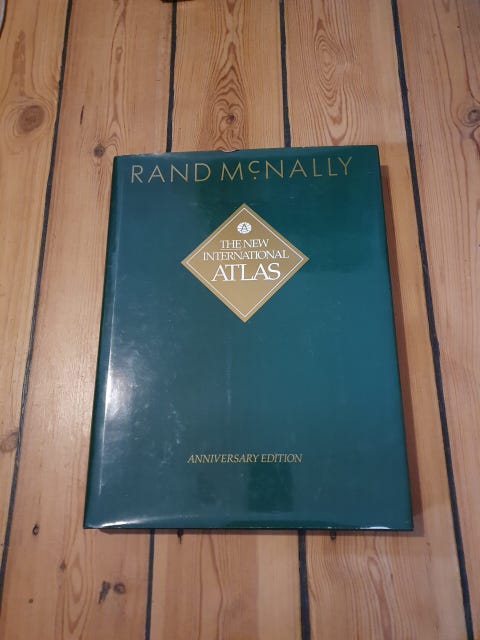 RAND McNALLY
THE NEW
INTERNATIONAL
ATLAS
ANNIVERSARY EDITION